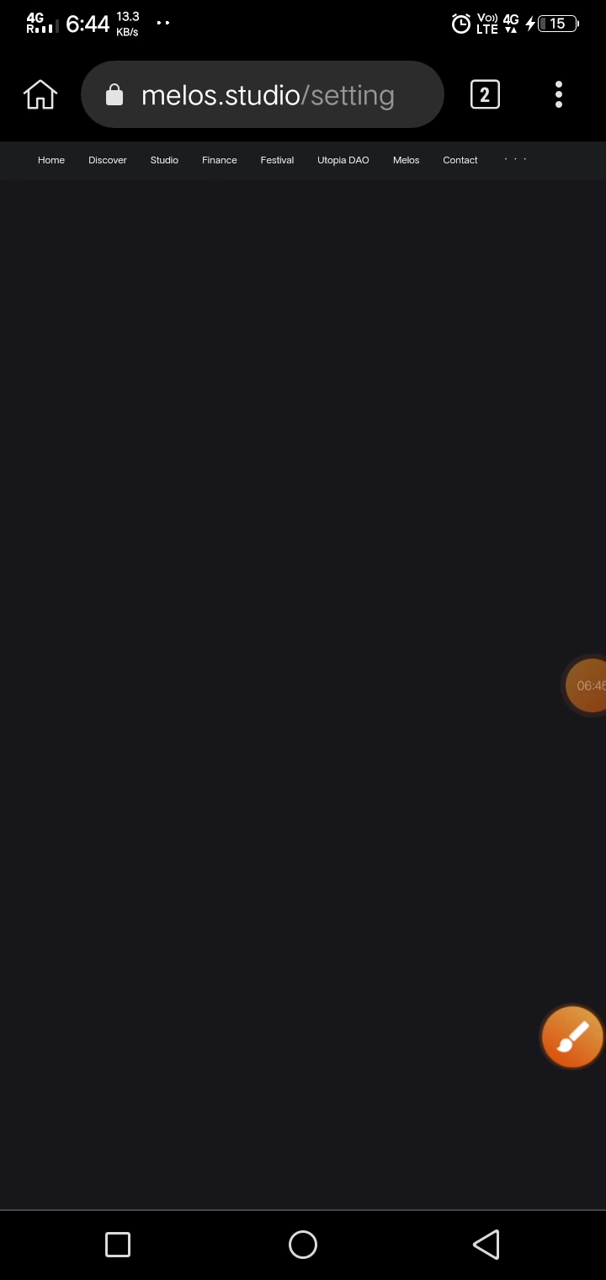 4G 6:44 13.3 Vo) 4G 15
R KB/s LTE
melos.studio/setting 2
Home Discover Studio Finance Festival Utopia DAO Melos Contact
06:45